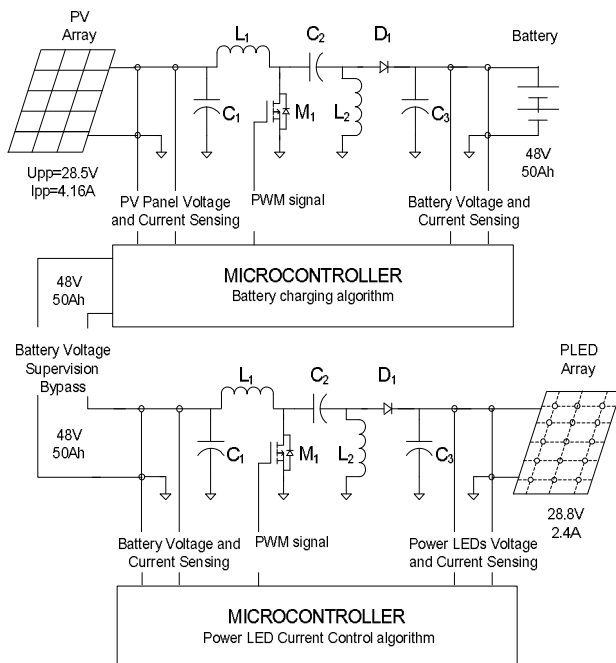 PV
Array
L1
C2
D1
Battery
C1
M1
L2
C3
Upp=28.5V
Ipp=4.16A
48V
50Ah
PV Panel Voltage
and Current Sensing
PWM signal
Battery Voltage and
Current Sensing
MICROCONTROLLER
Battery charging algorithm
48V
50Ah
Battery Voltage
Supervision
Bypass
48V
50Ah
L1
C2
D1
PLED
Array
C1
M1
L2
C3
28.8V
2.4A
Battery Voltage and
Current Sensing
PWM signal
Power LEDs Voltage
and Current Sensing
MICROCONTROLLER
Power LED Current Control algorithm